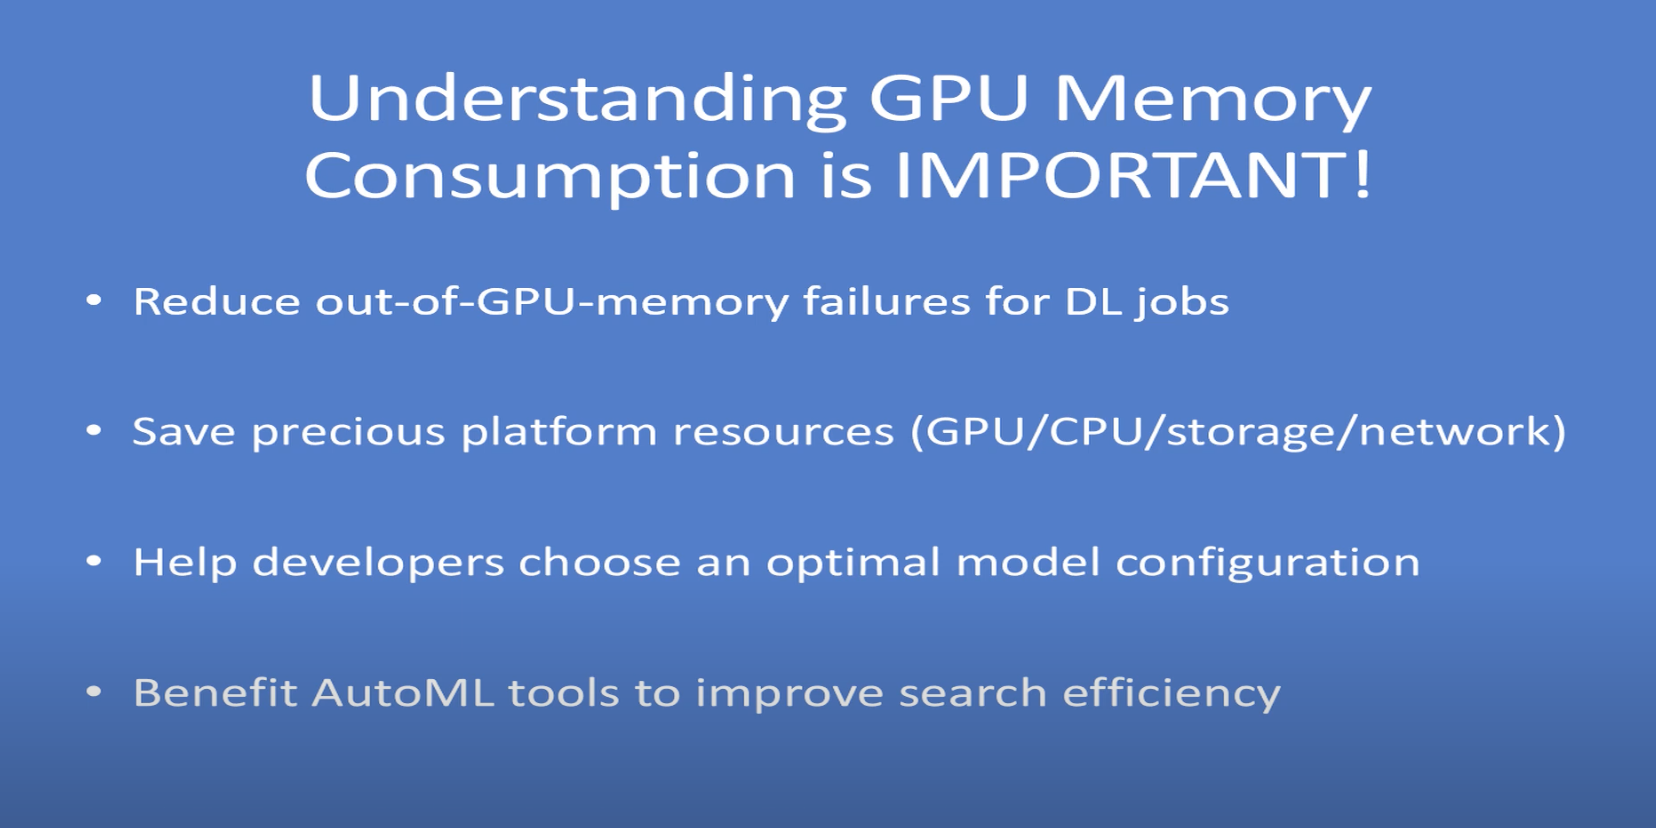 Understanding GPU Memory
Consumption is IMPORTANT!
• Reduce out-of-GPU-memory failures for DL jobs
• Save precious platform resources (GPU/CPU/storage/network)
• Help developers choose an optimal model configuration
• Benefit AutoML tools to improve search efficiency